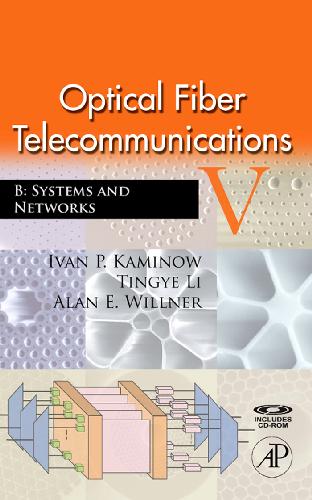 Optical Fiber
Telecommunications
V
B: Systems and
Networks
Ivan P. Kaminow
Tingye Li
Alan E. Willner
INCLUDES
CD-ROM
AP